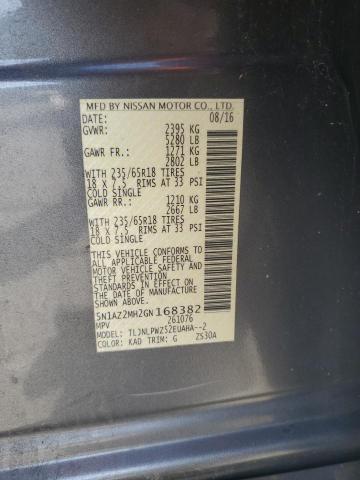 MFD BY NISSAN MOTOR CO., LTD.
DATE: 08/16
GVWR: 2395 KG
5280 LB
GAWR FR.: 1271 KG
2802 LB
WITH 235/65R18 TIRES
18 X 7.5 RIMS AT 33 PSI
COLD SINGLE
GAWR RR.: 1210 KG
2667 LB
WITH 235/65R18 TIRES
18 X 7.5 RIMS AT 33 PSI
COLD SINGLE
THIS VEHICLE CONFORMS TO ALL
APPLICABLE FEDERAL MOTOR
VEHICLE SAFETY AND
THEFT PREVENTION
STANDARDS IN EFFECT ON THE
DATE OF MANUFACTURE
SHOWN ABOVE.
5N1AZ2MH2GN168382
MPV 261076
MODEL: TLJNLPWZ52EUAHA--2
COLOR: KAD TRIM: G Z530A